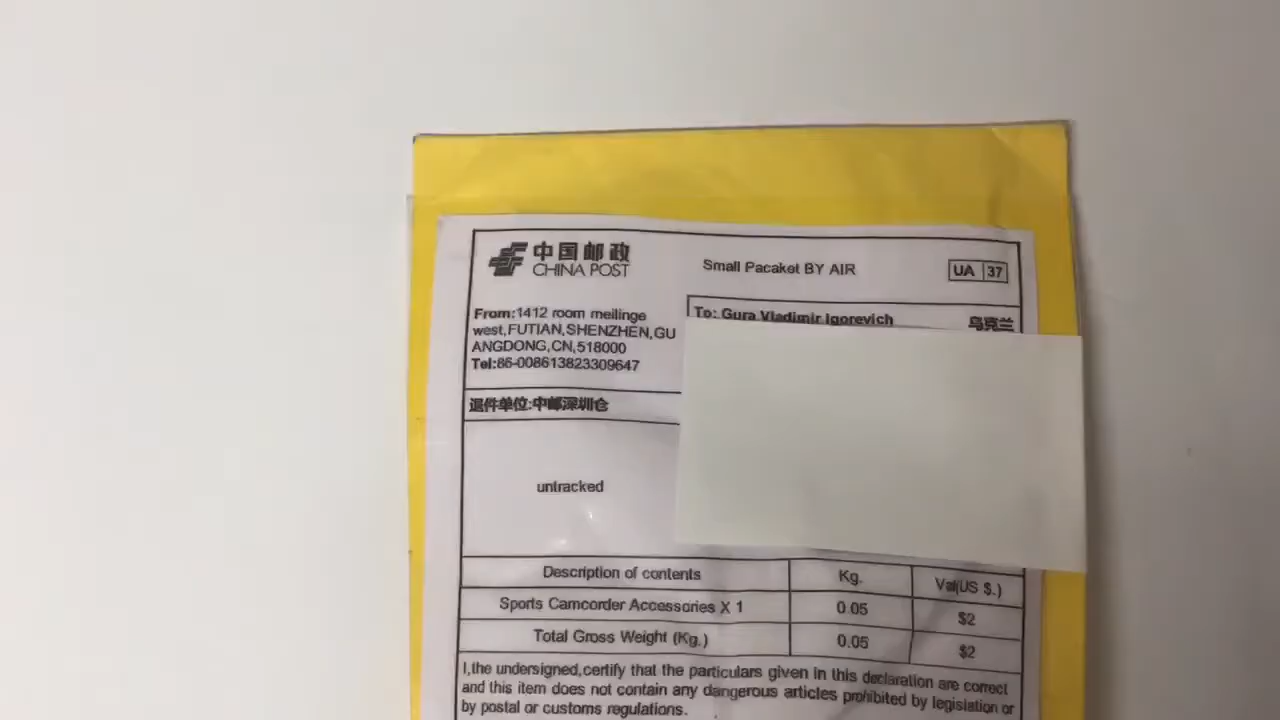 中国邮政
CHINA POST
Small Pacaket BY AIR
UA 37
From:1412 room meilinge
west,FUTIAN,SHENZHEN,GU
ANGDONG,CN,518000
Tel:86-008613823309647
To: Gura Vladimir Igorevich
乌克兰
退件单位:中邮深圳仓
untracked
Description of contents Kg. Val(US $.)
Sports Camcorder Accessories X 1 0.05 $2
Total Gross Weight (Kg.) 0.05 $2
I,the undersigned,certify that the particulars given in this declaration are correct
and this item does not contain any dangerous articles prohibited by legislation or
by postal or customs regulations.